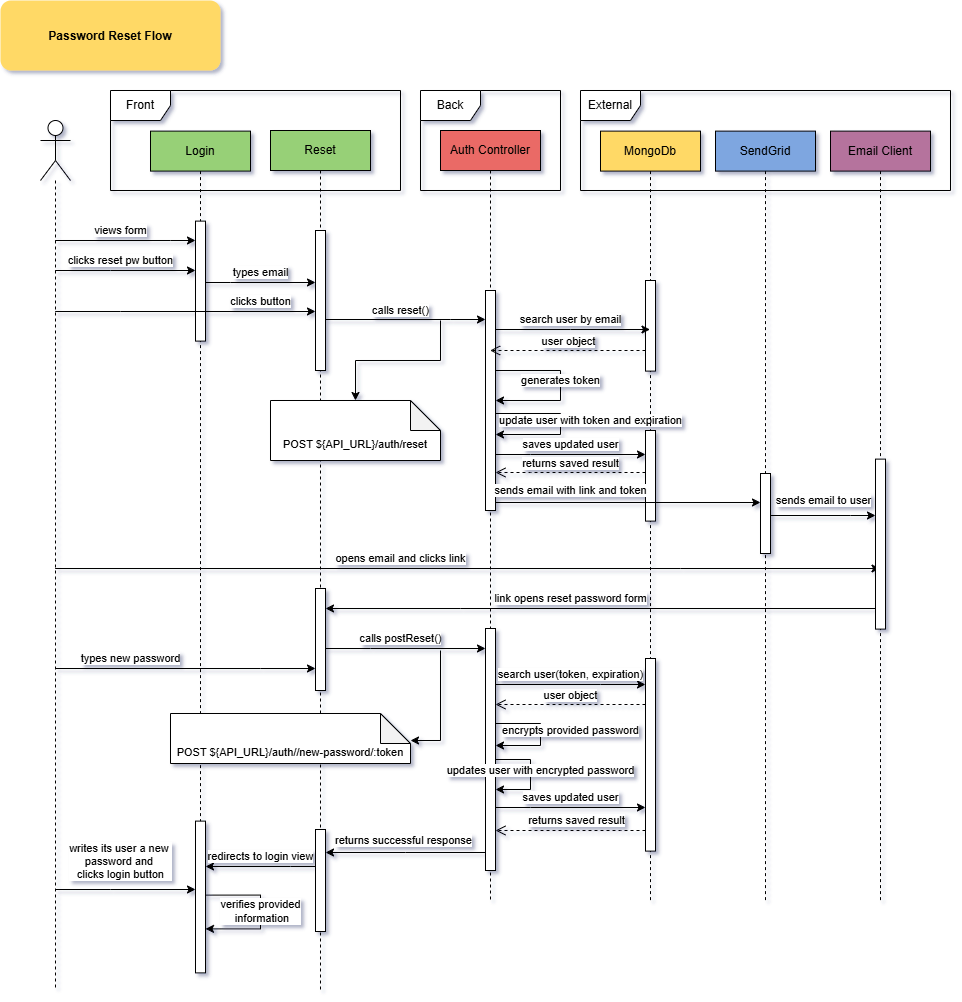 Password Reset Flow
Front
Back
External
Login
Reset
Auth Controller
MongoDb
SendGrid
Email Client
views form
clicks reset pw button
types email
clicks button
calls reset()
search user by email
user object
generates token
POST ${API_URL}/auth/reset
update user with token and expiration
saves updated user
returns saved result
sends email with link and token
sends email to user
opens email and clicks link
link opens reset password form
calls postReset()
types new password
search user(token, expiration)
user object
encrypts provided password
POST ${API_URL}/auth//new-password/:token
updates user with encrypted password
saves updated user
returns saved result
returns successful response
redirects to login view
writes its user a new
password and
clicks login button
verifies provided
information